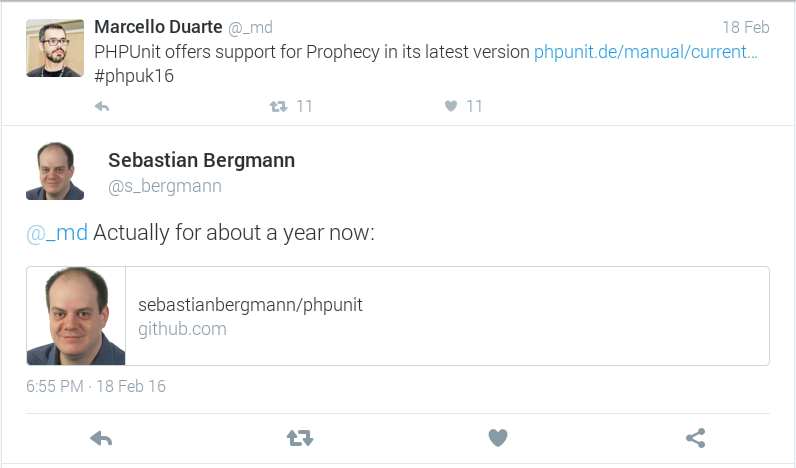 Marcello Duarte @_md 18 Feb
PHPUnit offers support for Prophecy in its latest version phpunit.de/manual/current…
#phpuk16
11 11
Sebastian Bergmann
@s_bergmann
@_md Actually for about a year now:
sebastianbergmann/phpunit
github.com
6:55 PM · 18 Feb 16